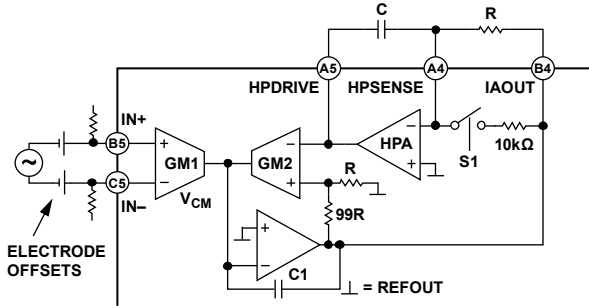 C
R
A5
A4
B4
HPDRIVE
HPSENSE
IAOUT
IN+
B5
+
GM1
−
C5
IN−
VCM
−
GM2
+
−
HPA
+
S1
10kΩ
R
99R
+
−
C1
ELECTRODE
OFFSETS
= REFOUT